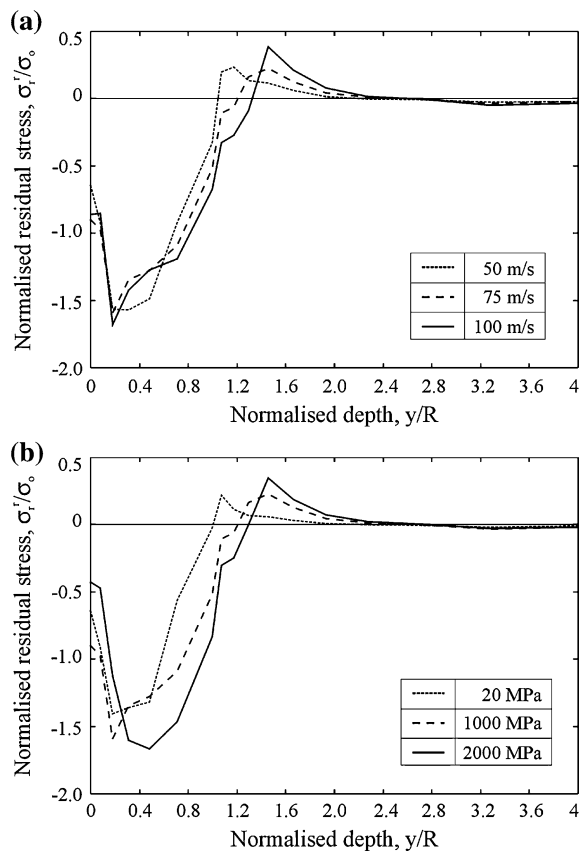 (a)
Normalised residual stress, σᵣʳ/σₒ
0.5
0
-0.5
-1.0
-1.5
-2.0
50 m/s
75 m/s
100 m/s
0 0.4 0.8 1.2 1.6 2.0 2.4 2.8 3.2 3.6 4
Normalised depth, y/R
(b)
Normalised residual stress, σᵣʳ/σₒ
0.5
0
-0.5
-1.0
-1.5
-2.0
20 MPa
1000 MPa
2000 MPa
0 0.4 0.8 1.2 1.6 2.0 2.4 2.8 3.2 3.6 4
Normalised depth, y/R